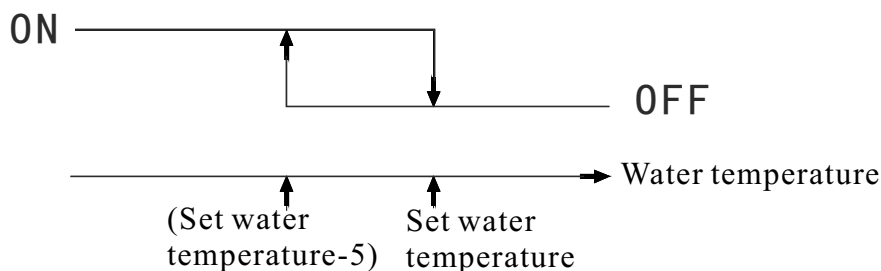 ON
OFF
Water temperature
(Set water
temperature-5)
Set water
temperature